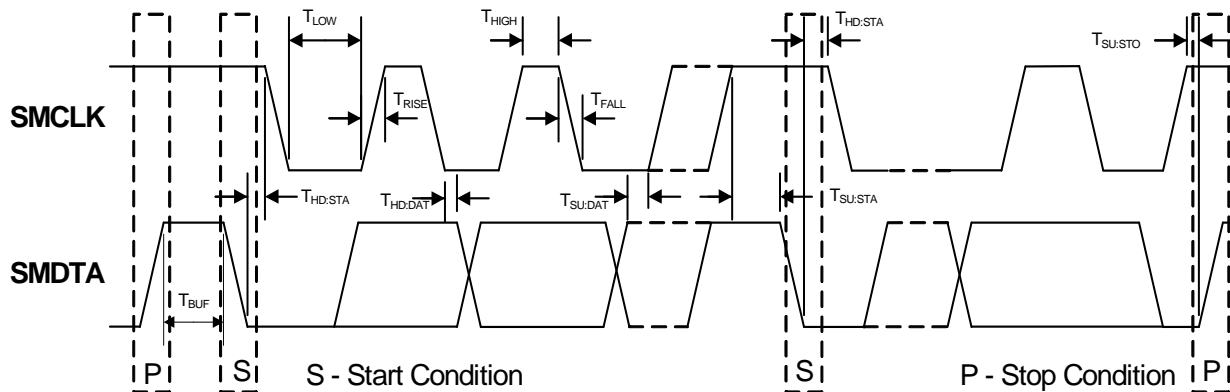 TLOW
THIGH
THD:STA
TSU:STO
SMCLK
TRISE
TFALL
THD:STA
THD:DAT
TSU:DAT
TSU:STA
SMDTA
TBUF
P
S
S - Start Condition
S
P - Stop Condition
P